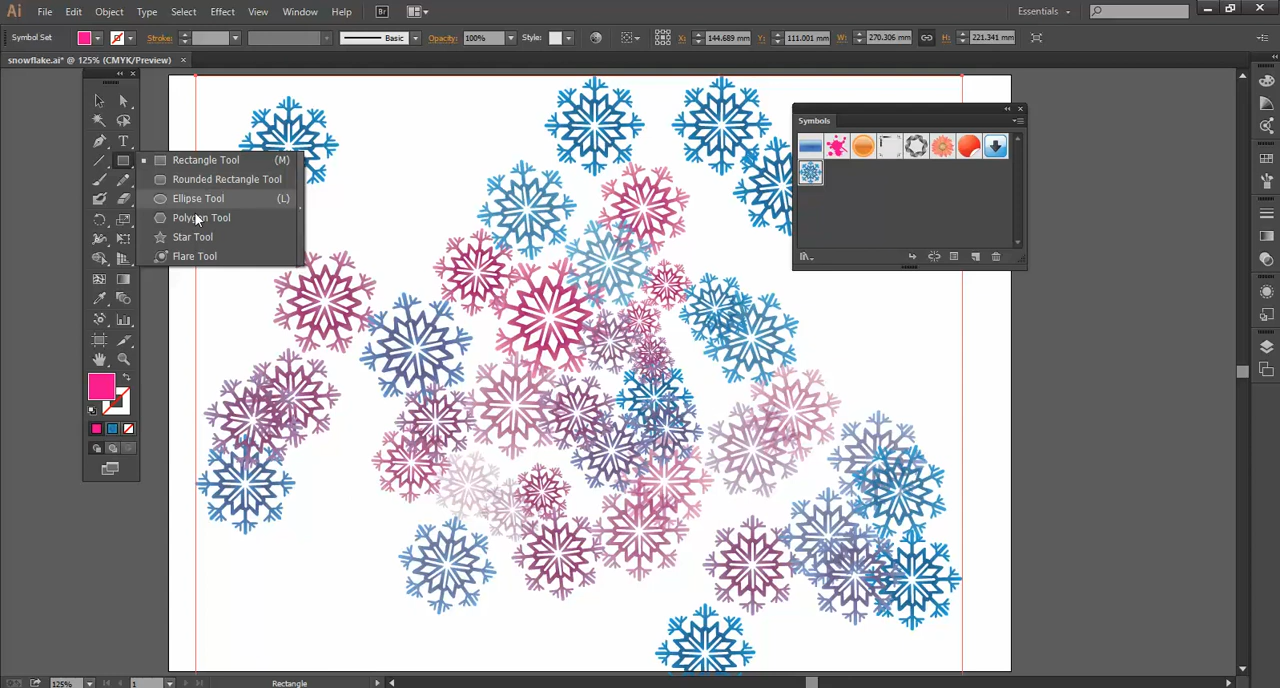 Ai File Edit Object Type Select Effect View Window Help Br Essentials
Symbol Set Stroke: Basic Opacity: 100% Style: X: 144.689 mm Y: 111.001 mm W: 270.306 mm H: 221.341 mm
snowflake.ai* @ 125% (CMYK/Preview) ×
Symbols
Rectangle Tool (M)
Rounded Rectangle Tool
Ellipse Tool (L)
Polygon Tool
Star Tool
Flare Tool
T
125% 1 Rectangle